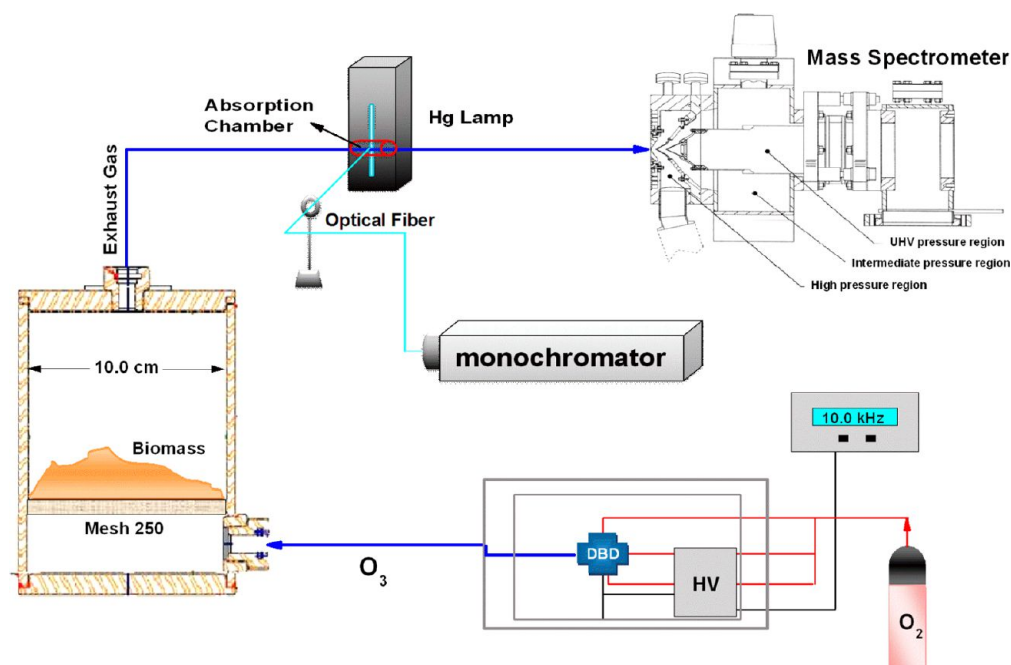 Mass Spectrometer
Absorption
Chamber
Hg Lamp
Exhaust Gas
Optical Fiber
UHV pressure region
Intermediate pressure region
High pressure region
monochromator
10.0 cm
10.0 kHz
Biomass
Mesh 250
DBD
HV
O₃
O₂